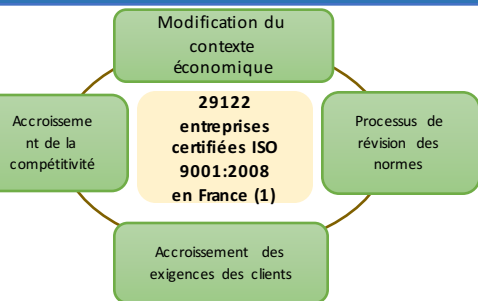 Modification du
contexte
économique
Accroisseme
nt de la
compétitivité
29122
entreprises
certifiées ISO
9001:2008
en France (1)
Processus de
révision des
normes
Accroissement des
exigences des clients